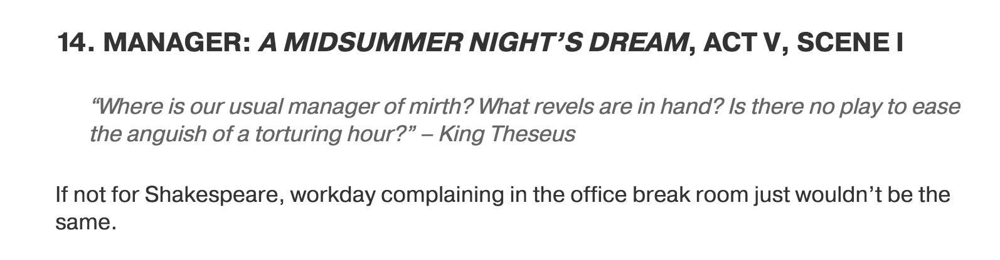 14. MANAGER: A MIDSUMMER NIGHT’S DREAM, ACT V, SCENE I
“Where is our usual manager of mirth? What revels are in hand? Is there no play to ease
the anguish of a torturing hour?” – King Theseus
If not for Shakespeare, workday complaining in the office break room just wouldn’t be the
same.